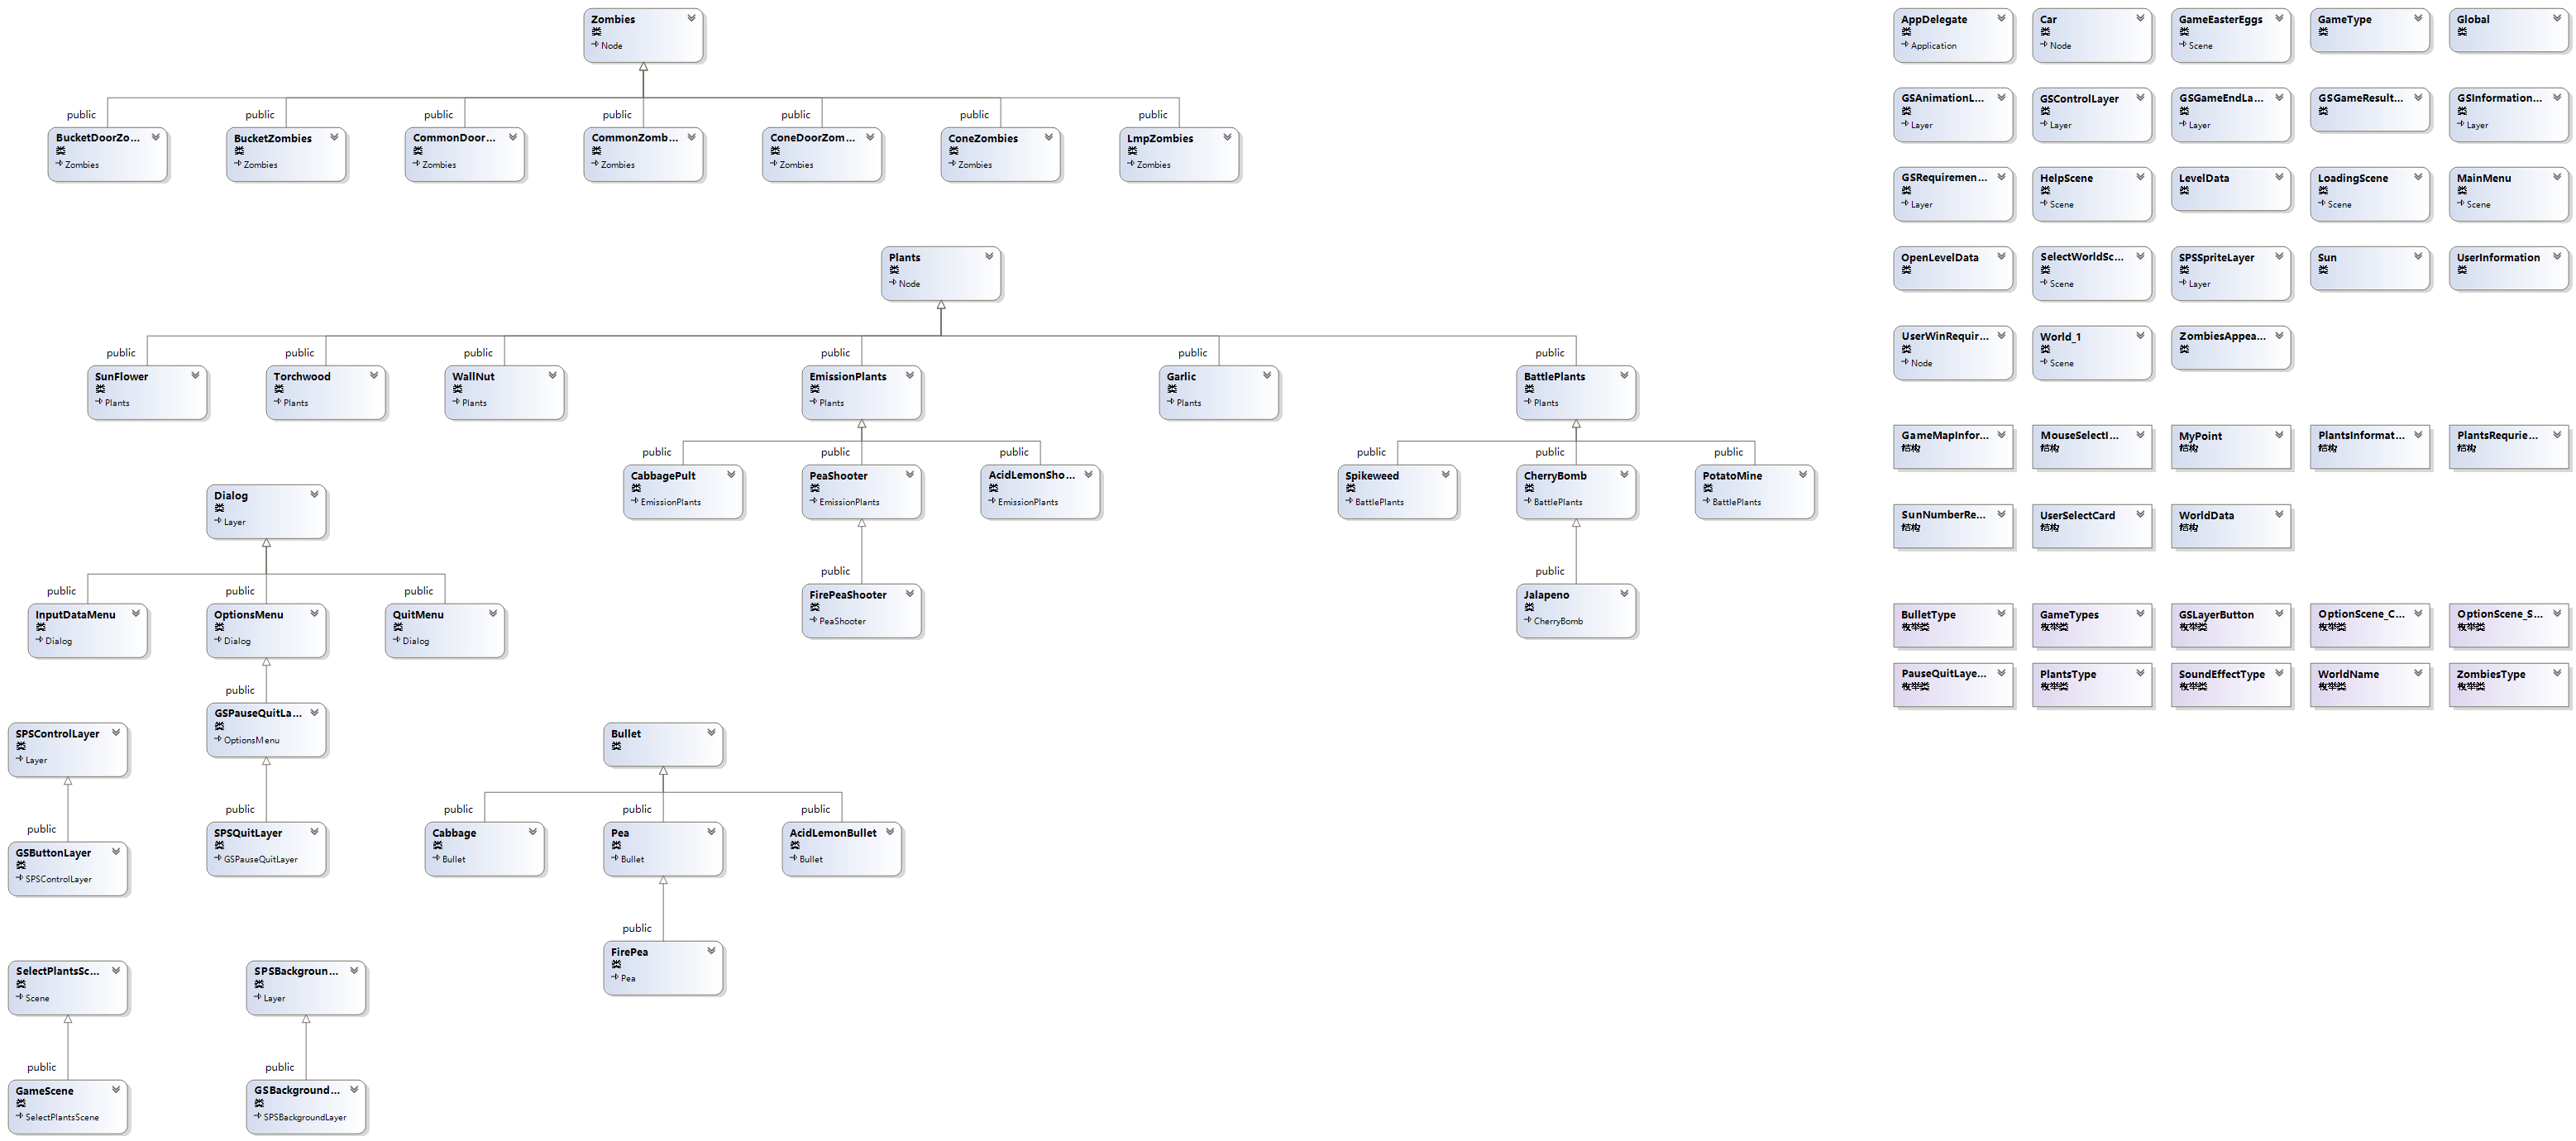 Zombies
类
Node
public
public
public
public
public
public
public
BucketDoorZo...
类
Zombies
BucketZombies
类
Zombies
CommonDoor...
类
Zombies
CommonZomb...
类
Zombies
ConeDoorZom...
类
Zombies
ConeZombies
类
Zombies
LmpZombies
类
Zombies
Plants
类
Node
public
public
public
public
public
public
SunFlower
类
Plants
Torchwood
类
Plants
WallNut
类
Plants
EmissionPlants
类
Plants
Garlic
类
Plants
BattlePlants
类
Plants
public
public
public
public
public
public
CabbagePult
类
EmissionPlants
PeaShooter
类
EmissionPlants
AcidLemonSho...
类
EmissionPlants
Spikeweed
类
BattlePlants
CherryBomb
类
BattlePlants
PotatoMine
类
BattlePlants
public
FirePeaShooter
类
PeaShooter
public
Jalapeno
类
CherryBomb
Dialog
类
Layer
public
public
public
InputDataMenu
类
Dialog
OptionsMenu
类
Dialog
QuitMenu
类
Dialog
public
GSPauseQuitLa...
类
OptionsMenu
public
SPSQuitLayer
类
GSPauseQuitLayer
SPSControlLayer
类
Layer
public
GSButtonLayer
类
SPSControlLayer
Bullet
类
public
public
public
Cabbage
类
Bullet
Pea
类
Bullet
AcidLemonBullet
类
Bullet
public
FirePea
类
Pea
SelectPlantsSc...
类
Scene
public
GameScene
类
SelectPlantsScene
SPSBackgroun...
类
Layer
public
GSBackground...
类
SPSBackgroundLayer
AppDelegate
类
Application
Car
类
Node
GameEasterEggs
类
Scene
GameType
类
Global
类
GSAnimationL...
类
Layer
GSControlLayer
类
Layer
GSGameEndLa...
类
Layer
GSGameResult...
类
GSInformation...
类
Layer
GSRequiremen...
类
Layer
HelpScene
类
Scene
LevelData
类
LoadingScene
类
Scene
MainMenu
类
Scene
OpenLevelData
类
SelectWorldSc...
类
Scene
SPSSpriteLayer
类
Layer
Sun
类
UserInformation
类
UserWinRequir...
类
Node
World_1
类
Scene
ZombiesAppea...
类
GameMapInfor...
结构
MouseSelectI...
结构
MyPoint
结构
PlantsInformat...
结构
PlantsRequrie...
结构
SunNumberRe...
结构
UserSelectCard
结构
WorldData
结构
BulletType
枚举类
GameTypes
枚举类
GSLayerButton
枚举类
OptionScene_C...
枚举类
OptionScene_S...
枚举类
PauseQuitLaye...
枚举类
PlantsType
枚举类
SoundEffectType
枚举类
WorldName
枚举类
ZombiesType
枚举类